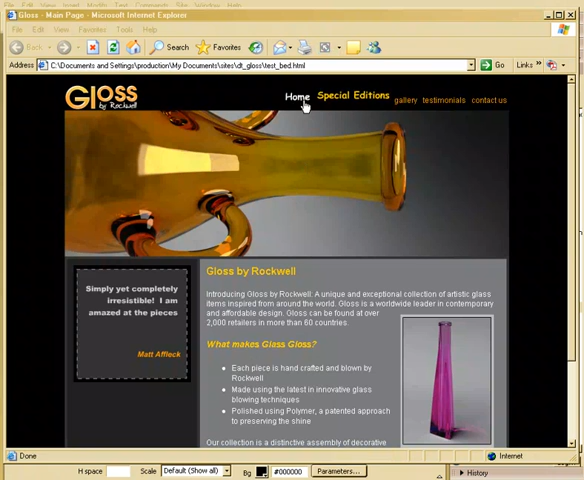 Gloss - Main Page - Microsoft Internet Explorer
File Edit View Favorites Tools Help
Back Search Favorites
Address C:\Documents and Settings\production\My Documents\sites\dt_gloss\test_bed.html Go Links »
Gloss
by Rockwell
Home Special Editions gallery testimonials contact us
Simply yet completely
irresistible! I am
amazed at the pieces
Matt Affleck
Gloss by Rockwell
Introducing Gloss by Rockwell: A unique and exceptional collection of artistic glass
items inspired from around the world. Gloss is a worldwide leader in contemporary
and affordable design. Gloss can be found at over
2,000 retailers in more than 60 countries.
What makes Glass Gloss?
Each piece is hand crafted and blown by
Rockwell
Made using the latest in innovative glass
blowing techniques
Polished using Polymer, a patented approach
to preserving the shine
Our collection is a distinctive assembly of decorative
Done Internet
H space Scale Default (Show all) Bg #000000 Parameters...
History